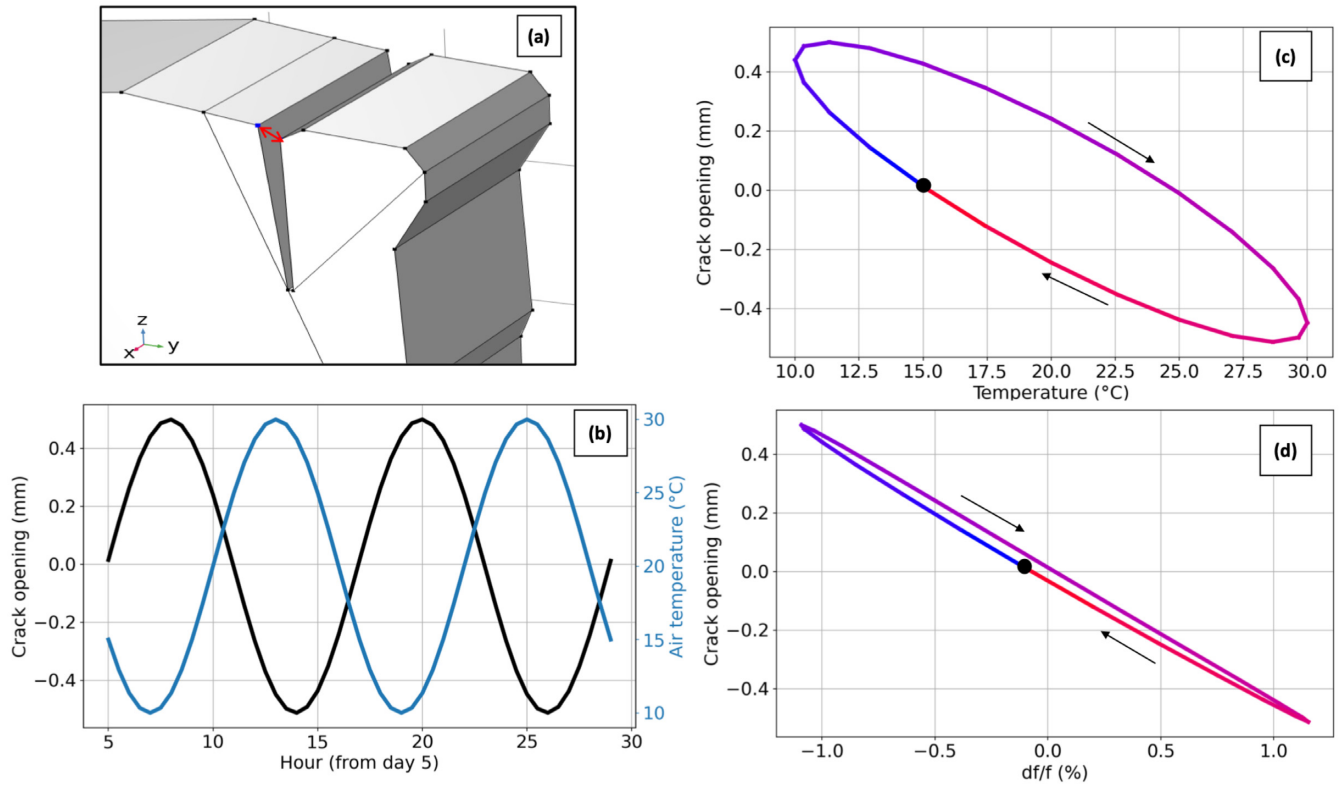 (a)
z
x
y
(b)
0.4
0.2
0.0
−0.2
−0.4
Crack opening (mm)
5
10
15
20
25
30
Hour (from day 5)
30
25
20
15
10
Air temperature (°C)
(c)
0.4
0.2
0.0
−0.2
−0.4
Crack opening (mm)
10.0
12.5
15.0
17.5
20.0
22.5
25.0
27.5
30.0
Temperature (°C)
(d)
0.4
0.2
0.0
−0.2
−0.4
Crack opening (mm)
−1.0
−0.5
0.0
0.5
1.0
df/f (%)